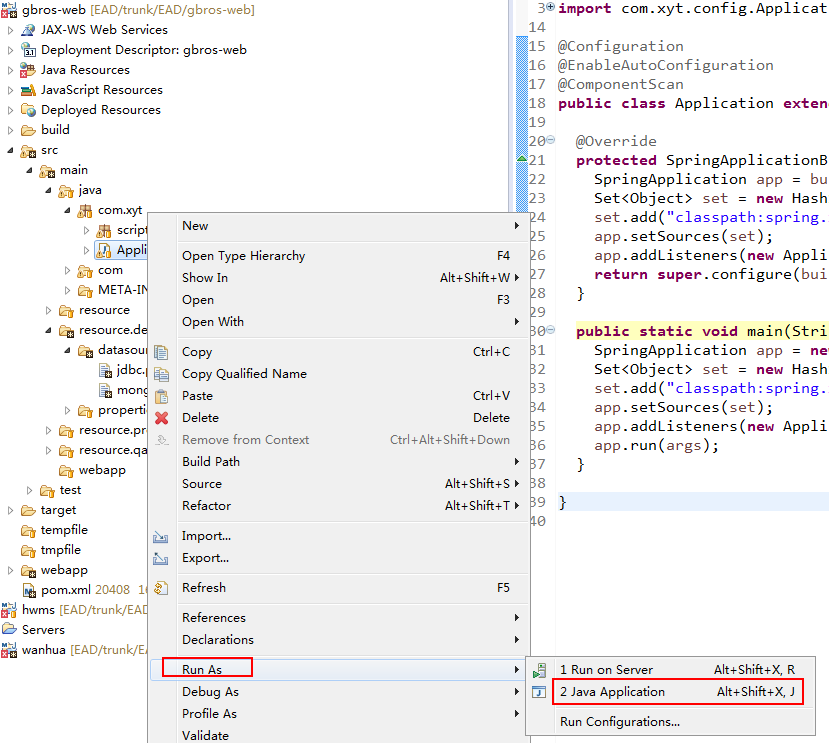 gbros-web [EAD/trunk/EAD/gbros-web]
JAX-WS Web Services
Deployment Descriptor: gbros-web
Java Resources
JavaScript Resources
Deployed Resources
build
src
main
java
com.xyt
script
Appli
com
META-IN
resource
resource.de
datasour
jdbc.p
mong
properti
resource.pr
resource.qa
webapp
test
target
tempfile
tmpfile
webapp
pom.xml 20408
hwms [EAD/trunk/EAD
Servers
wanhua [EAD/trunk/E
New
Open Type Hierarchy F4
Show In Alt+Shift+W
Open F3
Open With
Copy Ctrl+C
Copy Qualified Name
Paste Ctrl+V
Delete Delete
Remove from Context Ctrl+Alt+Shift+Down
Build Path
Source Alt+Shift+S
Refactor Alt+Shift+T
Import...
Export...
Refresh F5
References
Declarations
Run As
Debug As
Profile As
Validate
1 Run on Server Alt+Shift+X, R
2 Java Application Alt+Shift+X, J
Run Configurations...
3 import com.xyt.config.Applicat
14
15 @Configuration
16 @EnableAutoConfiguration
17 @ComponentScan
18 public class Application exten
19
20 @Override
21 protected SpringApplicationB
22 SpringApplication app = bu
23 Set<Object> set = new Hash
24 set.add("classpath:spring.
25 app.setSources(set);
26 app.addListeners(new Appli
27 return super.configure(bui
28 }
29
30 public static void main(Stri
31 SpringApplication app = new
32 Set<Object> set = new Hash
33 set.add("classpath:spring.
34 app.setSources(set);
35 app.addListeners(new Appli
36 app.run(args);
37 }
38
39 }
40